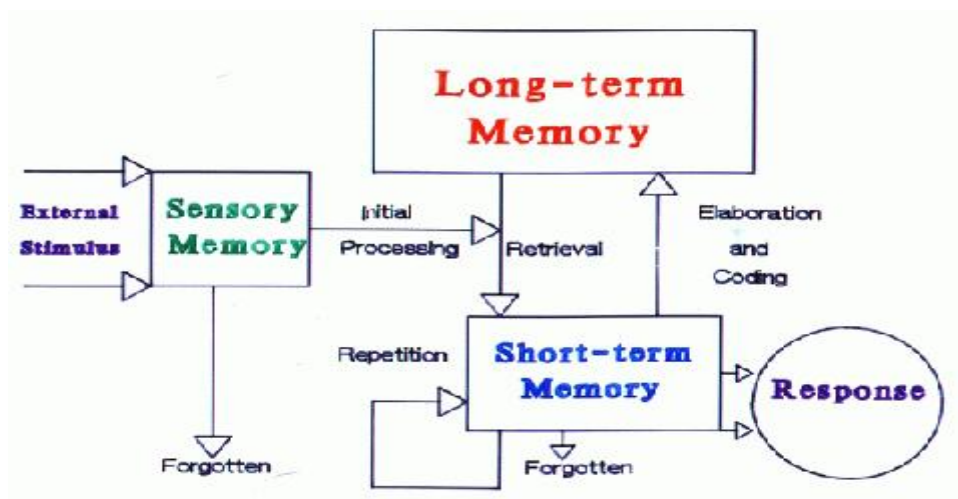 Long-term
Memory
External
Stimulus
Sensory
Memory
Initial
Processing
Retrieval
Elaboration
and
Coding
Repetition
Short-term
Memory
Response
Forgotten
Forgotten